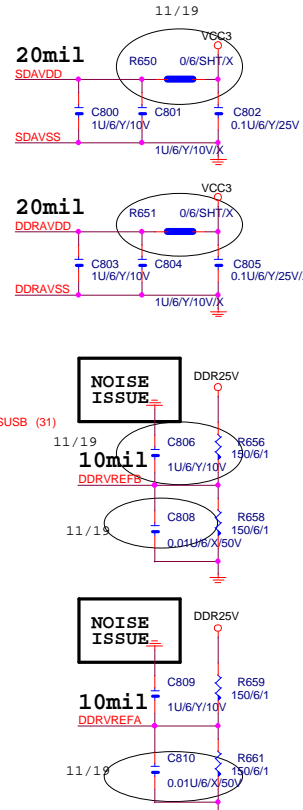 11/19
VCC3
20mil
R650 0/6/SHT/X
SDAVDD
C800
1U/6/Y/10V
C801
1U/6/Y/10V/X
C802
0.1U/6/Y/25V
SDAVSS
VCC3
20mil
R651 0/6/SHT/X
DDRAVDD
C803
1U/6/Y/10V
C804
1U/6/Y/10V/X
C805
0.1U/6/Y/25V/
DDRAVSS
NOISE
ISSUE
DDR25V
SUSB (31)
11/19
C806
1U/6/Y/10V
R656
150/6/1
10mil
DDRVREFB
11/19
C808
0.01U/6/X/50V
R658
150/6/1
NOISE
ISSUE
DDR25V
C809
1U/6/Y/10V
R659
150/6/1
10mil
DDRVREFA
11/19
C810
0.01U/6/X/50V
R661
150/6/1